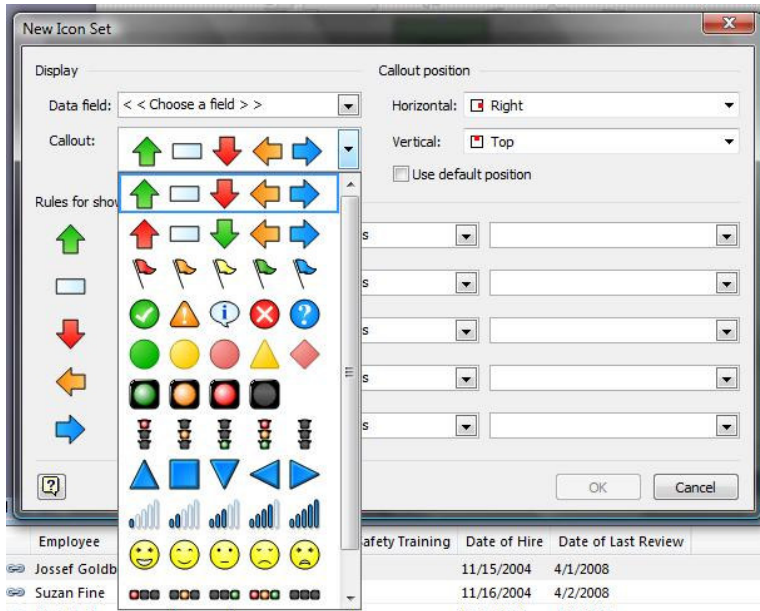 New Icon Set
Display
Callout position
Data field:
< < Choose a field > >
Horizontal:
Right
Callout:
Vertical:
Top
Use default position
Rules for sho
s
s
s
s
s
OK
Cancel
Employee
afety Training
Date of Hire
Date of Last Review
Jossef Goldb
11/15/2004
4/1/2008
Suzan Fine
11/16/2004
4/2/2008